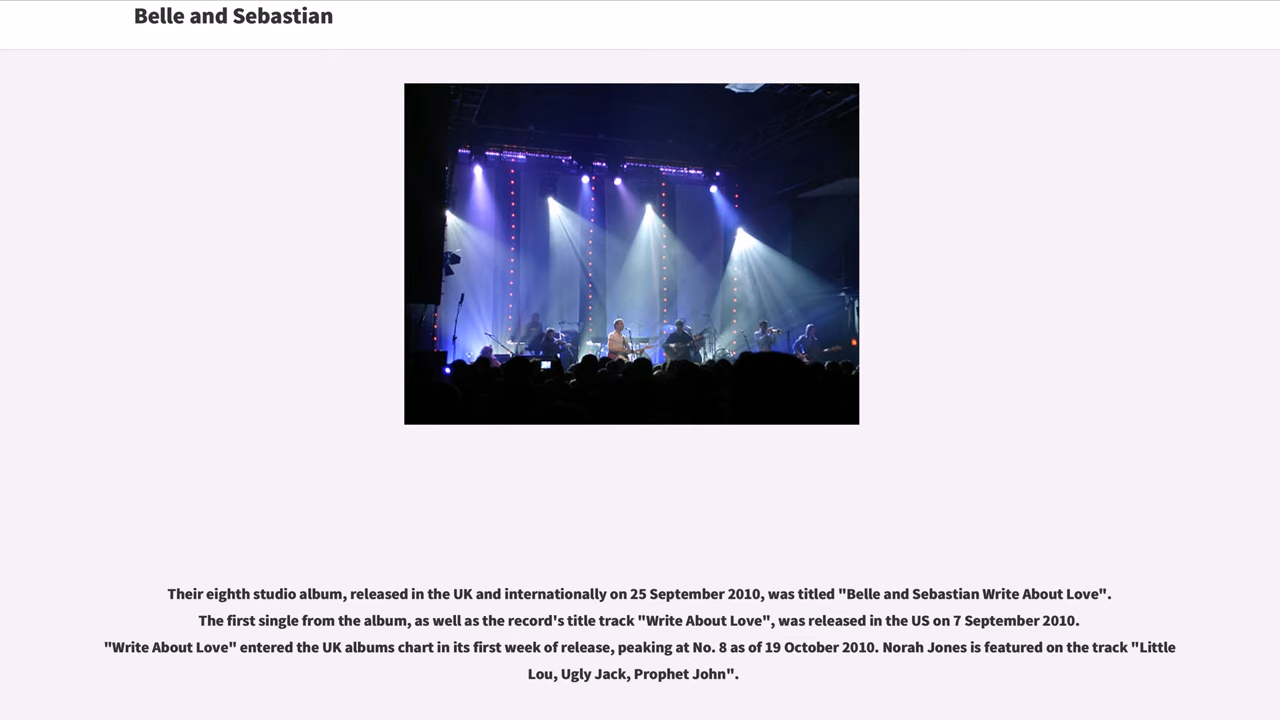 Belle and Sebastian
Their eighth studio album, released in the UK and internationally on 25 September 2010, was titled "Belle and Sebastian Write About Love".
The first single from the album, as well as the record's title track "Write About Love", was released in the US on 7 September 2010.
"Write About Love" entered the UK albums chart in its first week of release, peaking at No. 8 as of 19 October 2010. Norah Jones is featured on the track "Little
Lou, Ugly Jack, Prophet John".